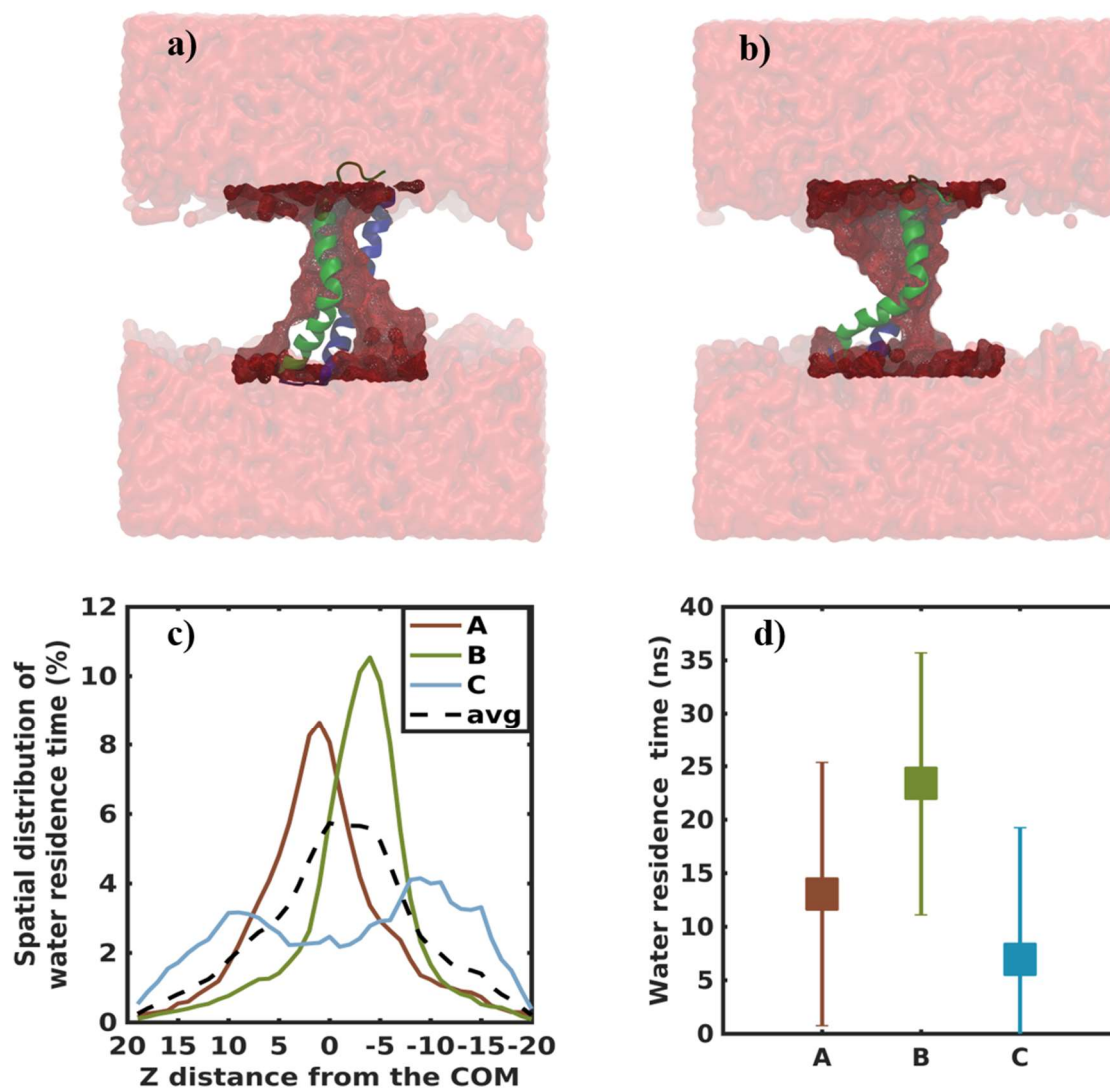 a)
b)
c)
A
B
C
avg
12
10
8
6
4
2
0
Spatial distribution of
water residence time (%)
20 15 10 5 0 -5 -10 -15 -20
Z distance from the COM
d)
40
35
30
25
20
15
10
5
0
Water residence time (ns)
A B C